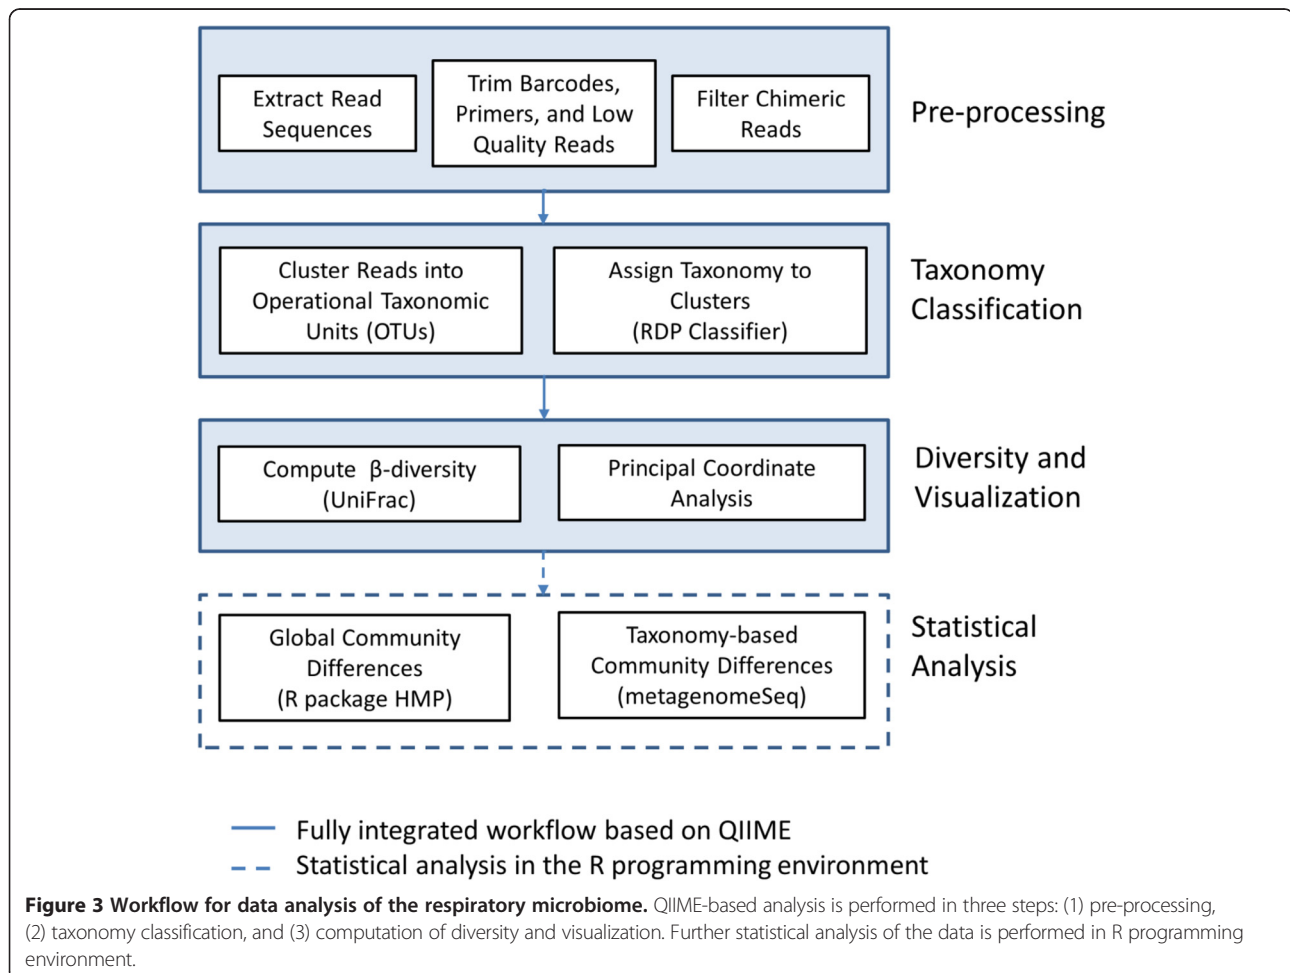 Extract Read
Sequences
Trim Barcodes,
Primers, and Low
Quality Reads
Filter Chimeric
Reads
Pre-processing
Cluster Reads into
Operational Taxonomic
Units (OTUs)
Assign Taxonomy to
Clusters
(RDP Classifier)
Taxonomy
Classification
Compute β-diversity
(UniFrac)
Principal Coordinate
Analysis
Diversity and
Visualization
Global Community
Differences
(R package HMP)
Taxonomy-based
Community Differences
(metagenomeSeq)
Statistical
Analysis
Fully integrated workflow based on QIIME
Statistical analysis in the R programming environment
Figure 3 Workflow for data analysis of the respiratory microbiome. QIIME-based analysis is performed in three steps: (1) pre-processing,
(2) taxonomy classification, and (3) computation of diversity and visualization. Further statistical analysis of the data is performed in R programming
environment.